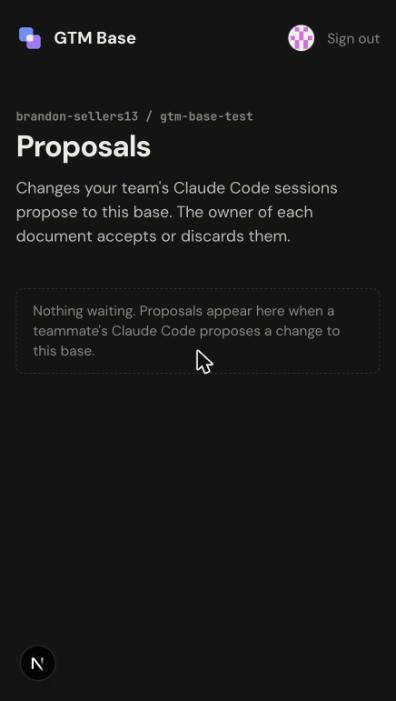 GTM Base
Sign out
brandon-sellers13 / gtm-base-test
Proposals
Changes your team's Claude Code sessions
propose to this base. The owner of each
document accepts or discards them.
Nothing waiting. Proposals appear here when a
teammate's Claude Code proposes a change to
this base.
N